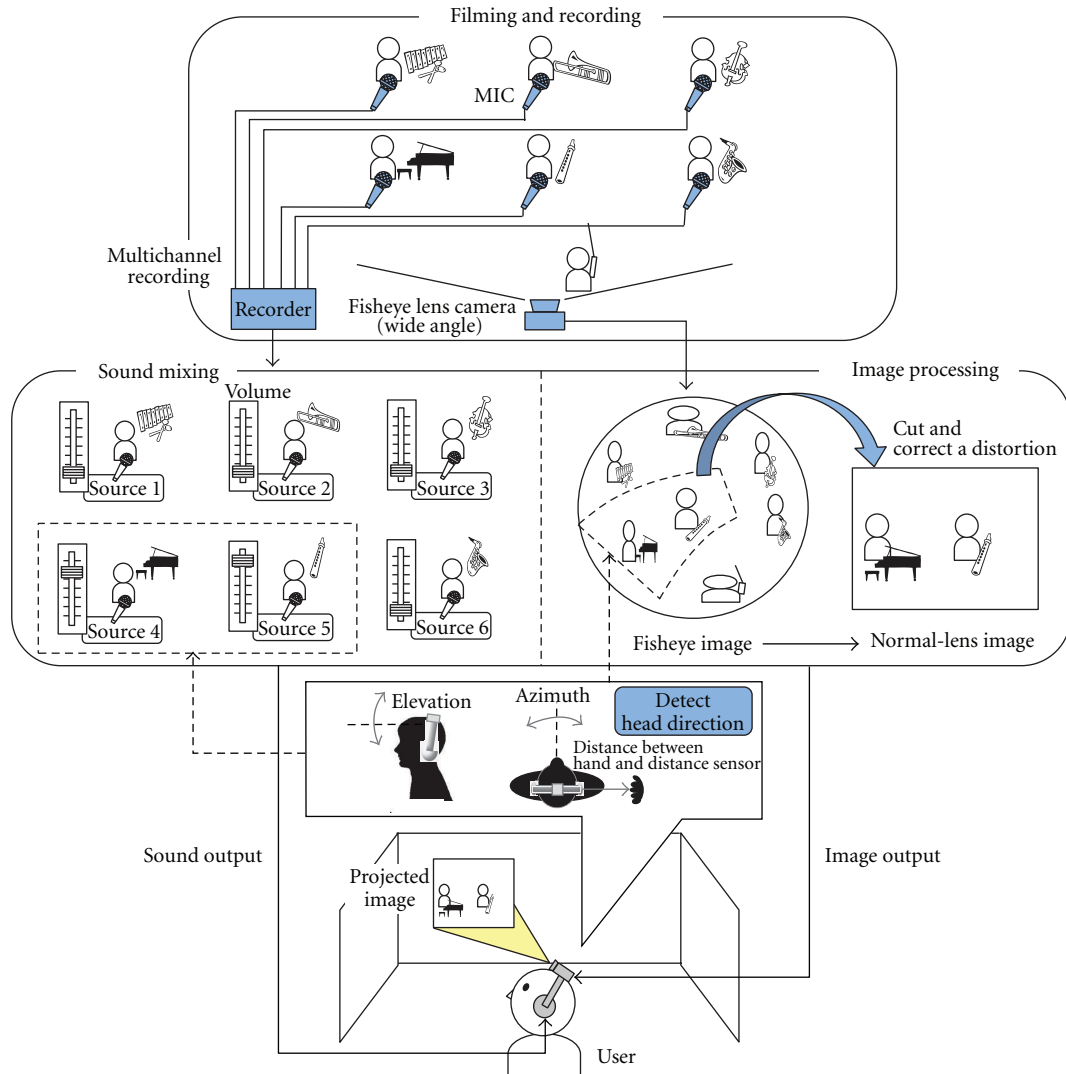 Filming and recording
MIC
Multichannel
recording
Recorder
Fisheye lens camera
(wide angle)
Sound mixing
Volume
Source 1
Source 2
Source 3
Source 4
Source 5
Source 6
Image processing
Cut and
correct a distortion
Fisheye image
Normal-lens image
Elevation
Azimuth
Detect
head direction
Distance between
hand and distance sensor
Sound output
Image output
Projected
image
User